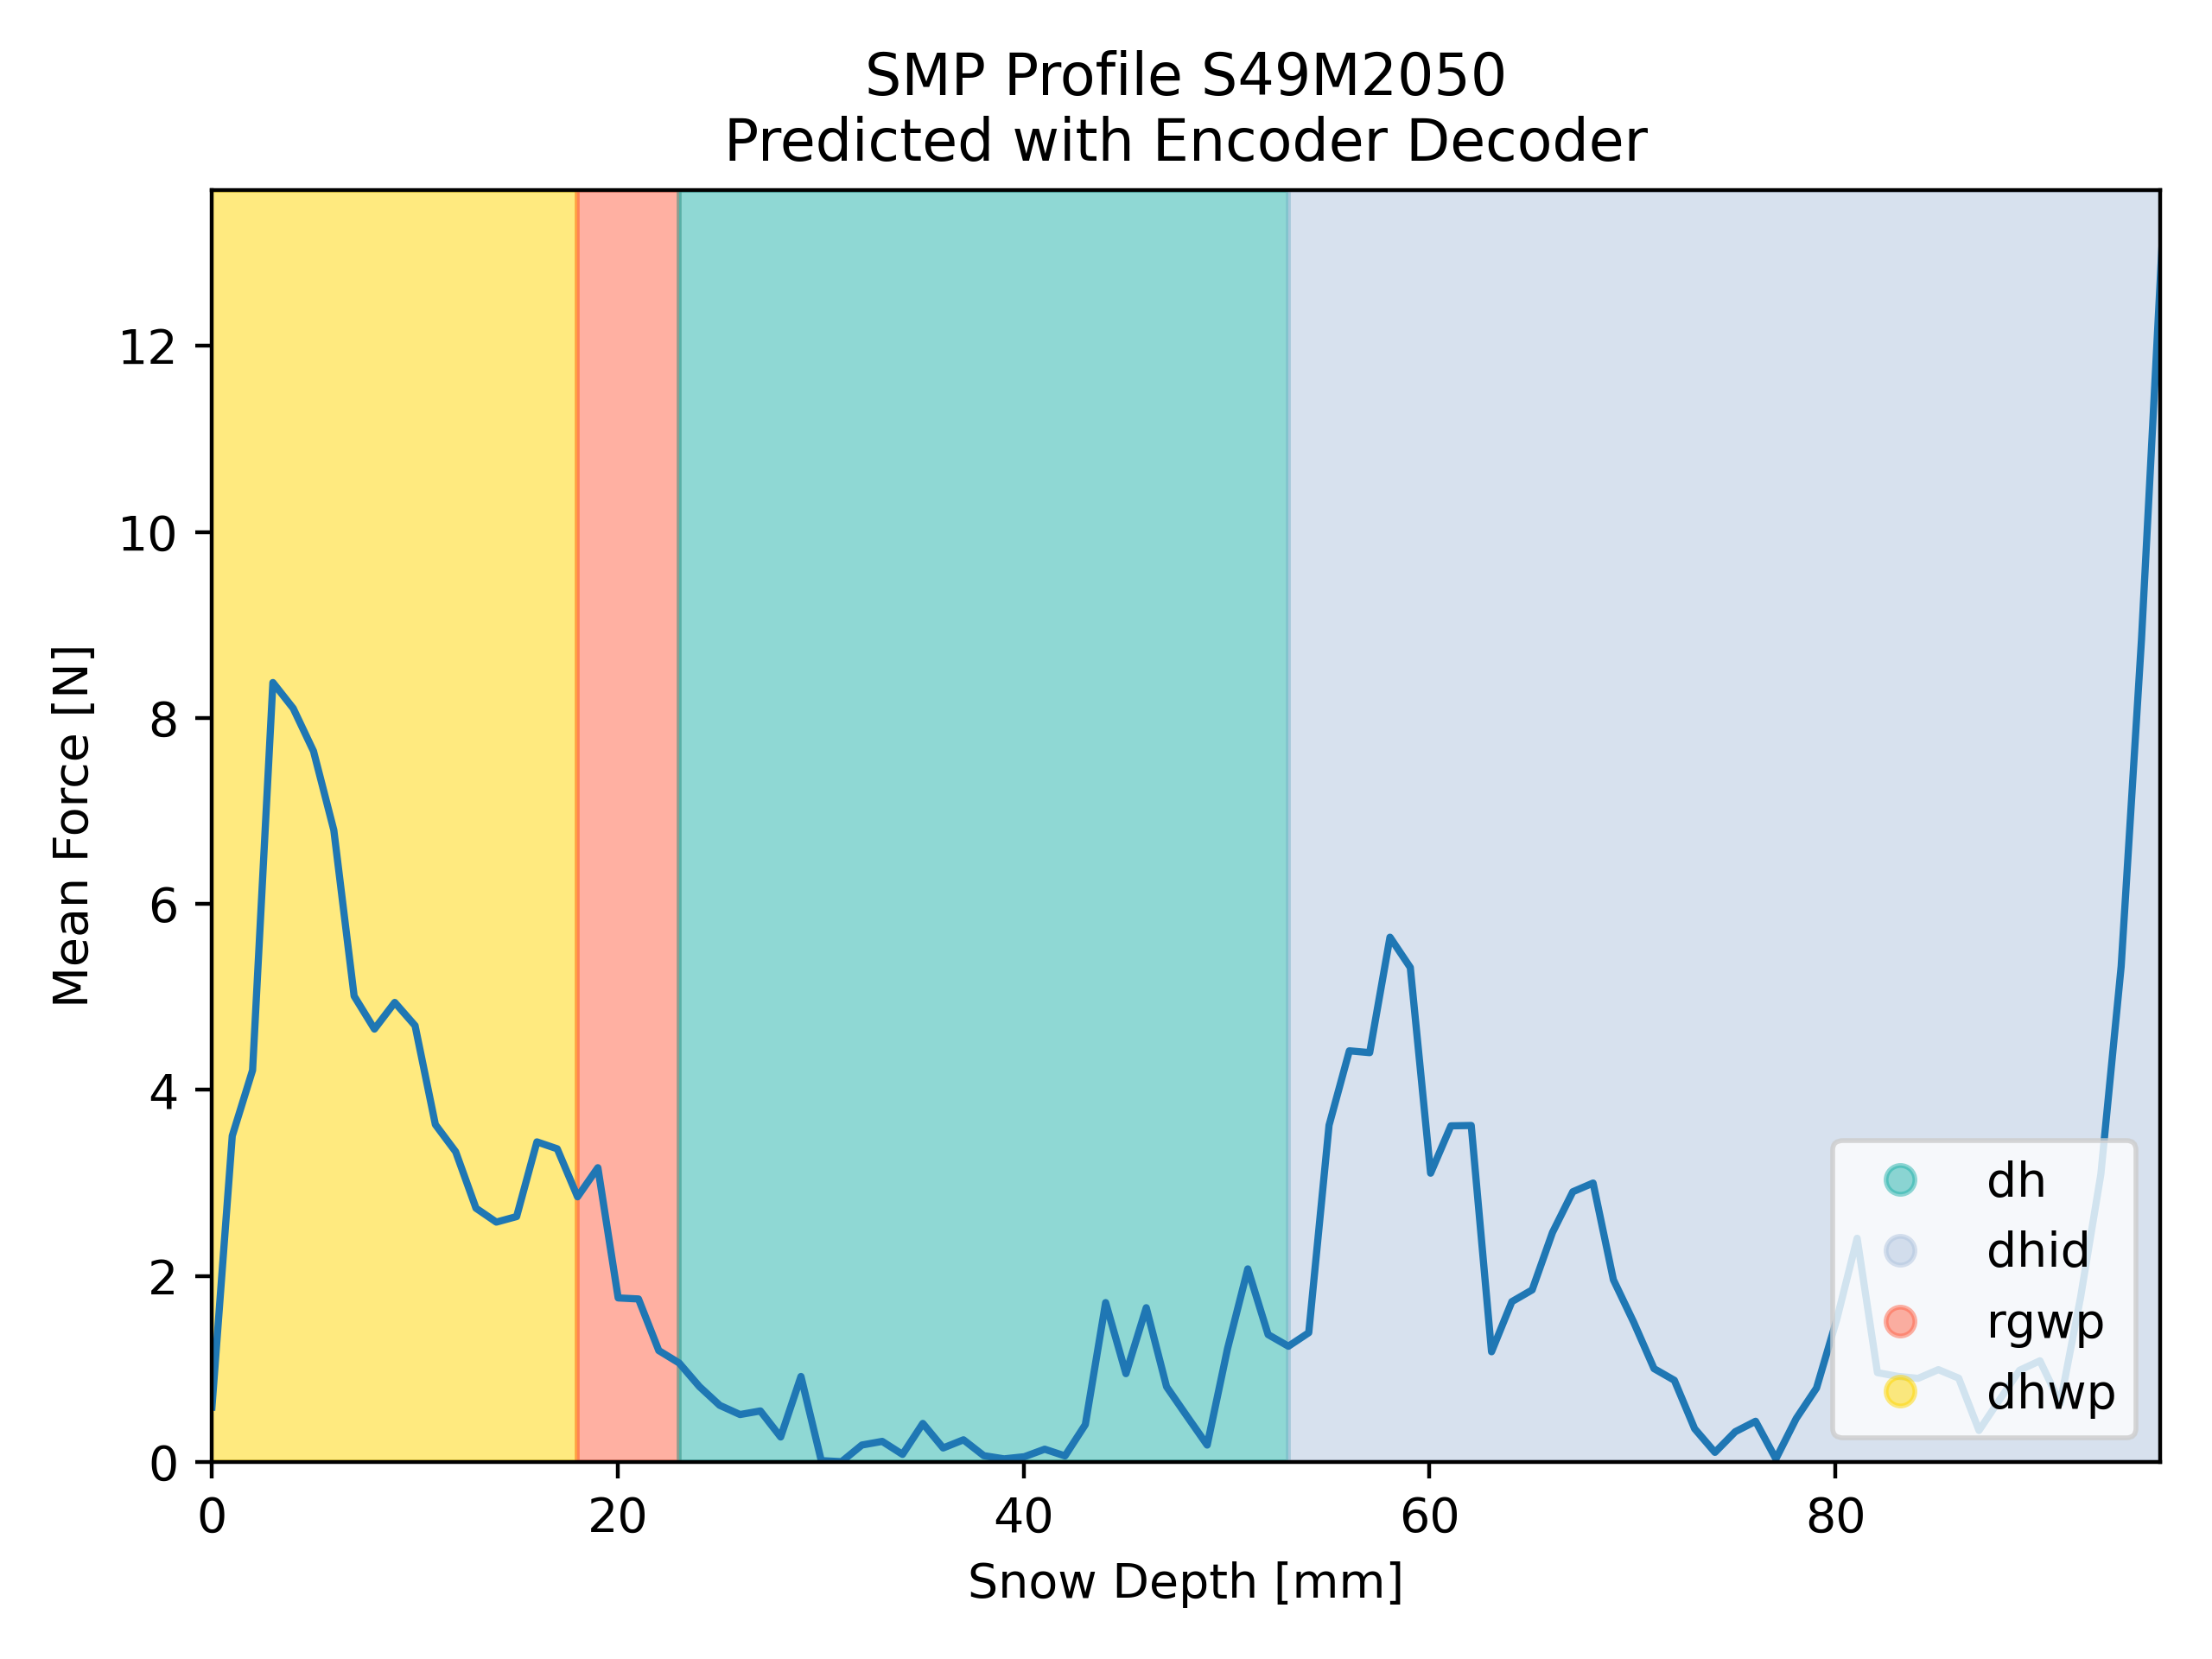 SMP Profile S49M2050
Predicted with Encoder Decoder
Mean Force [N]
12
10
8
6
4
2
0
0 20 40 60 80
Snow Depth [mm]
dh
dhid
rgwp
dhwp